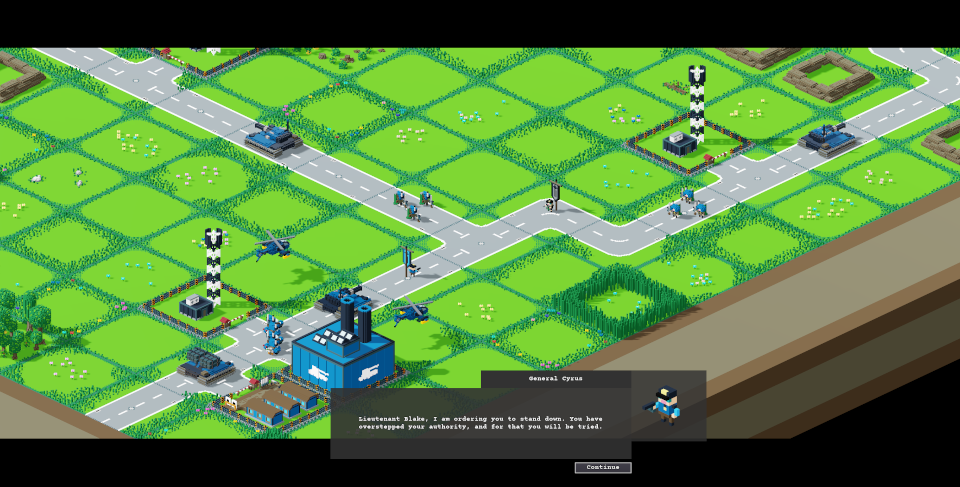 General Cyrus
Lieutenant Blake, I am ordering you to stand down. You have
overstepped your authority, and for that you will be tried.
Continue